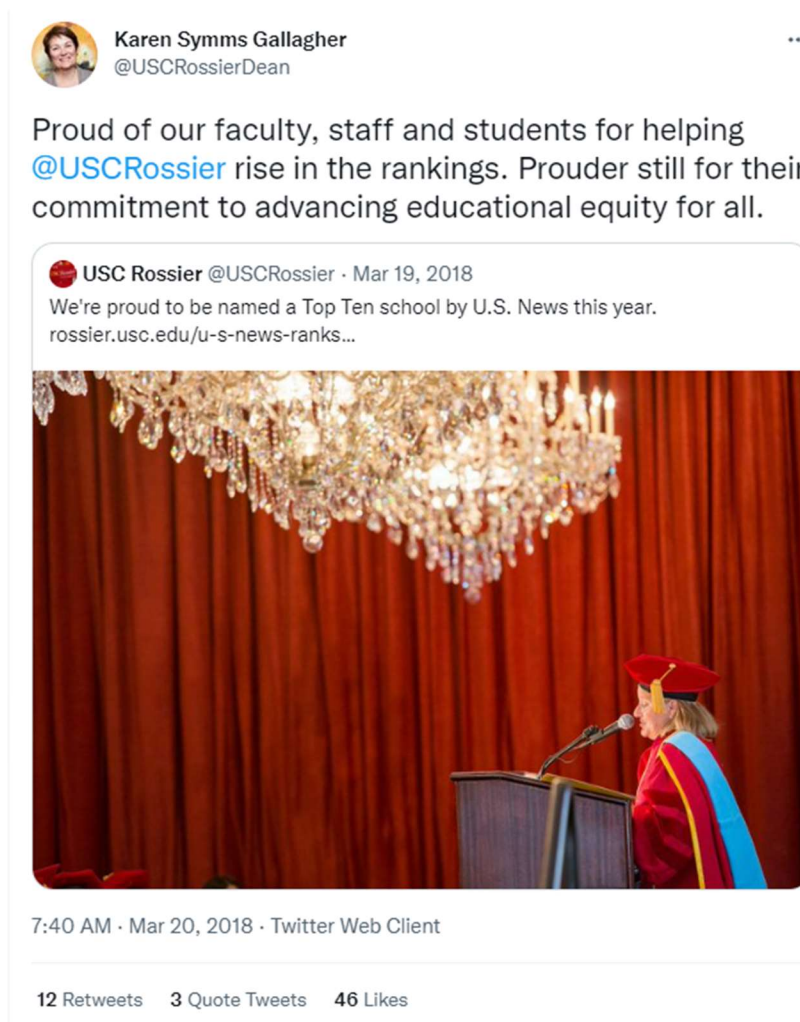 Karen Symms Gallagher
@USCRossierDean
Proud of our faculty, staff and students for helping
@USCRossier rise in the rankings. Prouder still for their
commitment to advancing educational equity for all.
USC Rossier @USCRossier · Mar 19, 2018
We're proud to be named a Top Ten school by U.S. News this year.
rossier.usc.edu/u-s-news-ranks...
7:40 AM · Mar 20, 2018 · Twitter Web Client
12 Retweets 3 Quote Tweets 46 Likes